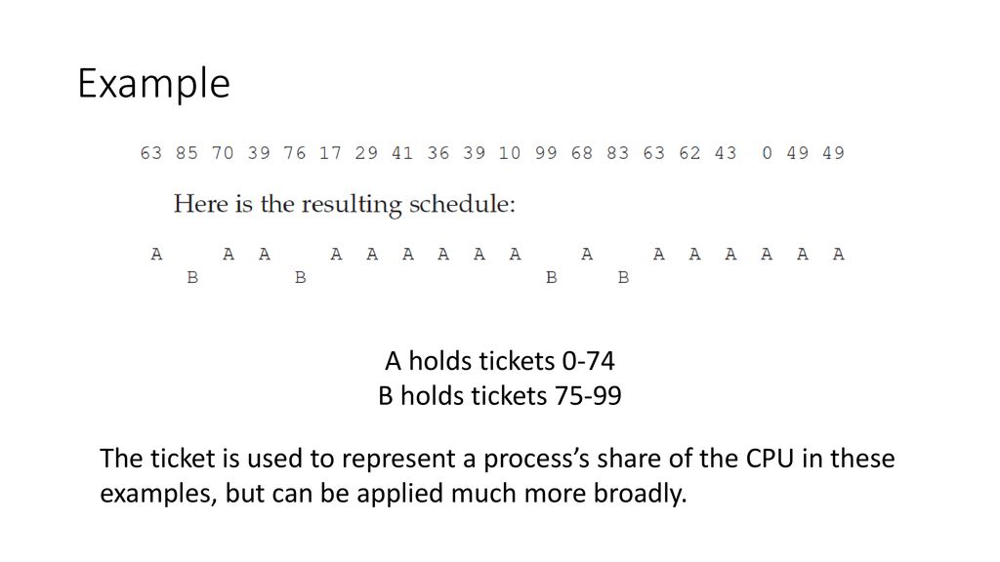 Example
63 85 70 39 76 17 29 41 36 39 10 99 68 83 63 62 43 0 49 49
Here is the resulting schedule:
A A A A A A A A A A A A A A A A
B B B B
A holds tickets 0-74
B holds tickets 75-99
The ticket is used to represent a process’s share of the CPU in these
examples, but can be applied much more broadly.